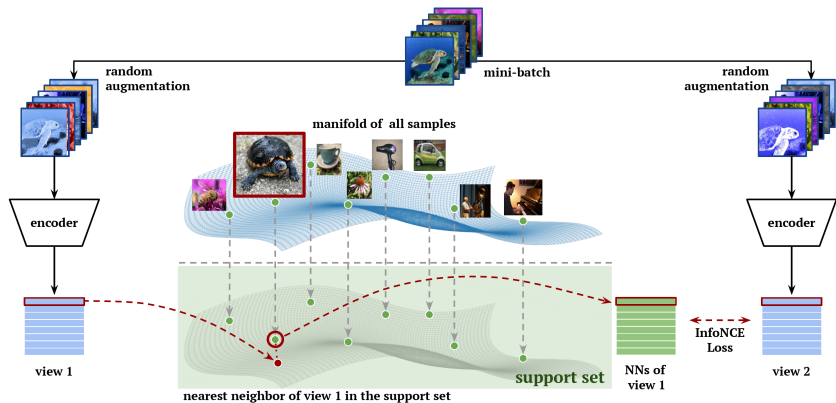 random
augmentation
mini-batch
random
augmentation
manifold of all samples
encoder
encoder
InfoNCE
Loss
view 1
support set
NNs of
view 1
view 2
nearest neighbor of view 1 in the support set